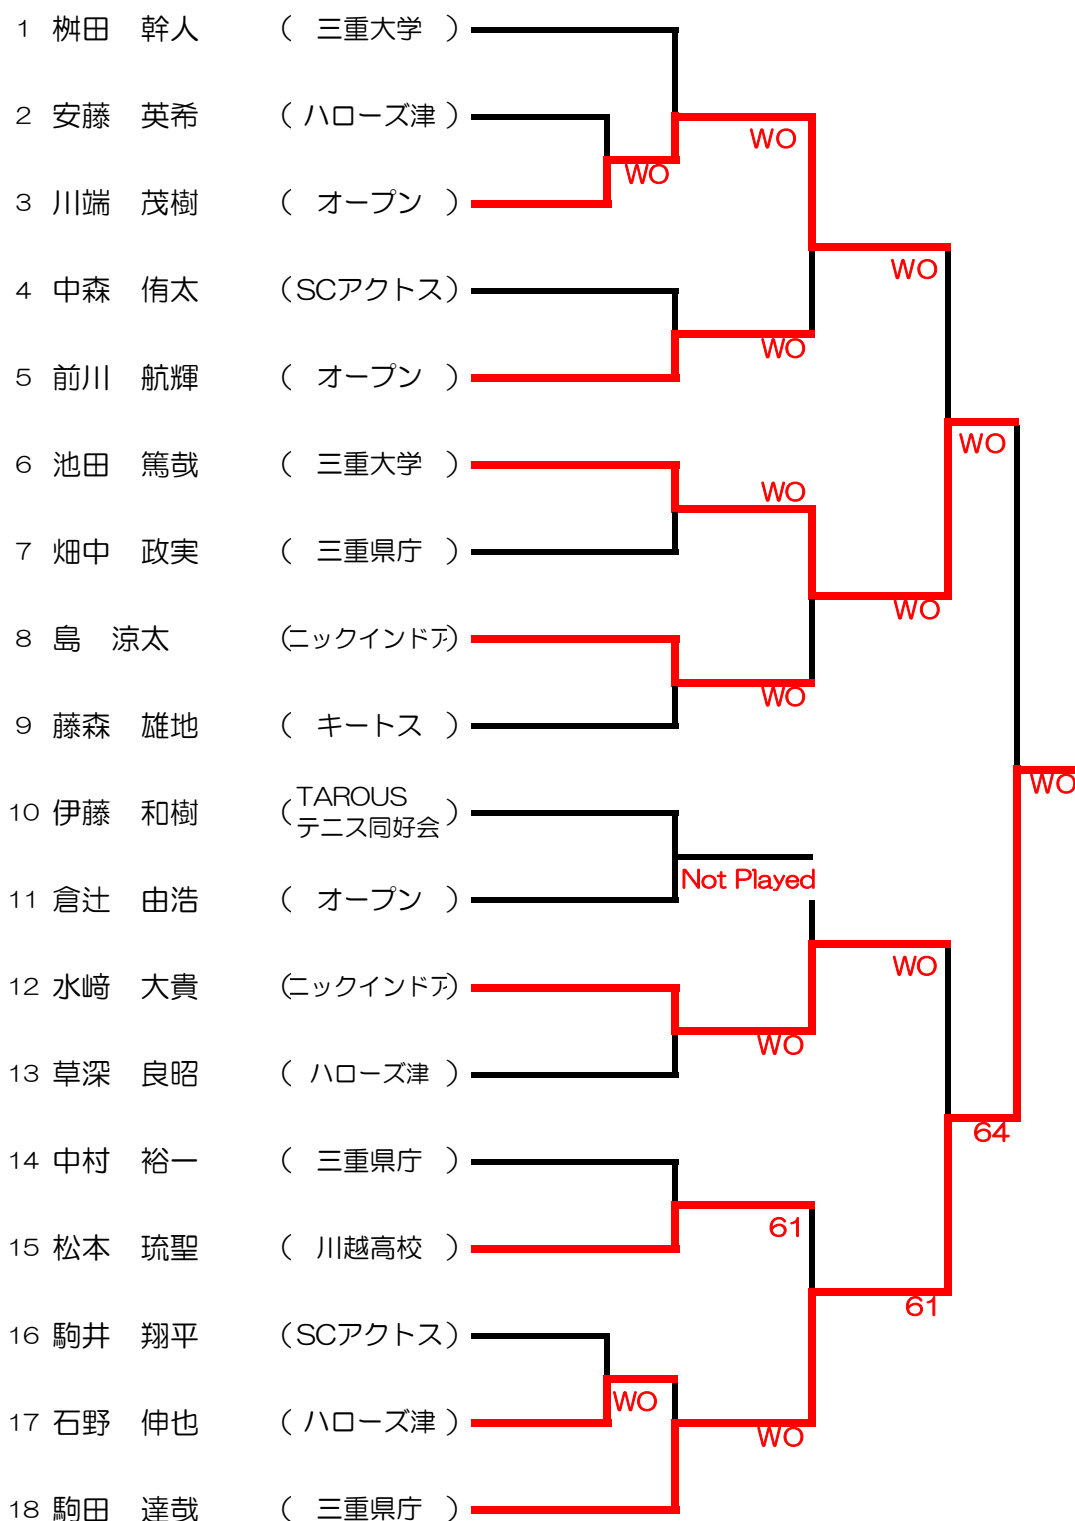 1 桝田 幹人 ( 三重大学 )
2 安藤 英希 ( ハローズ津 )
WO
WO
3 川端 茂樹 ( オープン )
WO
4 中森 侑太 (SCアクトス)
WO
5 前川 航輝 ( オープン )
WO
6 池田 篤哉 ( 三重大学 )
WO
7 畑中 政実 ( 三重県庁 )
WO
8 島 涼太 (ニックインドア)
WO
9 藤森 雄地 ( キートス )
WO
10 伊藤 和樹 ( TAROUS
テニス同好会 )
Not Played
11 倉辻 由浩 ( オープン )
WO
12 水﨑 大貴 (ニックインドア)
WO
13 草深 良昭 ( ハローズ津 )
64
14 中村 裕一 ( 三重県庁 )
61
15 松本 琉聖 ( 川越高校 )
61
16 駒井 翔平 (SCアクトス)
WO
17 石野 伸也 ( ハローズ津 )
WO
18 駒田 達哉 ( 三重県庁 )